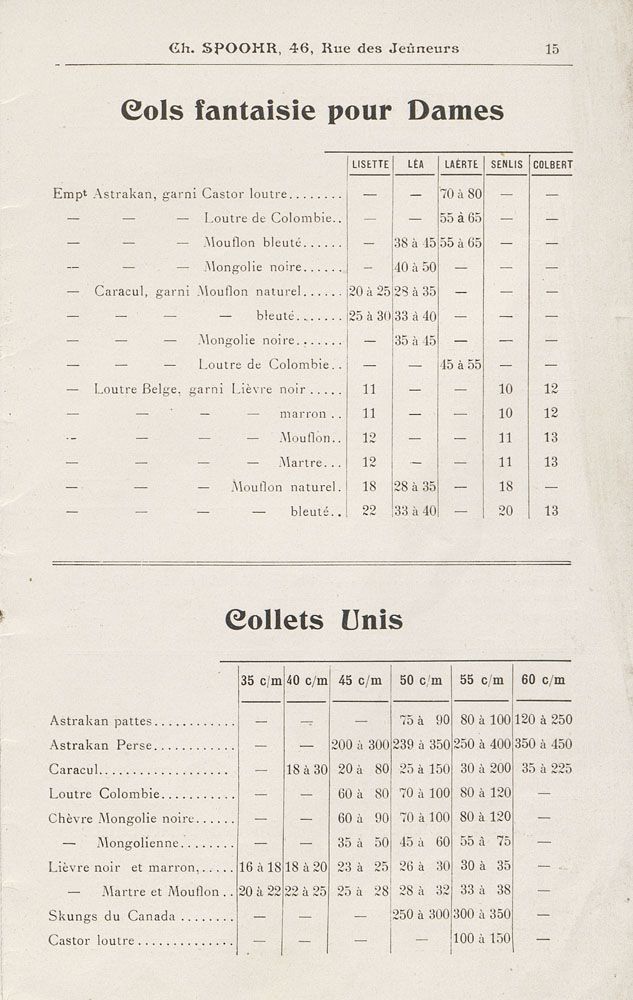 Ch. SPOOHR, 46, Rue des Jeûneurs 15
Cols fantaisie pour Dames
LISETTE LÉA LAËRTE SENLIS COLBERT
Empt Astrakan, garni Castor loutre........ — — 70 à 80 — —
— — — Loutre de Colombie.. — — 55 à 65 — —
— — — Mouflon bleuté...... — 38 à 45 55 à 65 — —
— — — Mongolie noire...... — 40 à 50 — — —
— Caracul, garni Mouflon naturel...... 20 à 25 28 à 35 — — —
— — — — bleuté....... 25 à 30 33 à 40 — — —
— — — Mongolie noire....... — 35 à 45 — — —
— — — Loutre de Colombie.. — — 45 à 55 — —
— Loutre Belge, garni Lièvre noir ..... 11 — — 10 12
— — — — marron .. 11 — — 10 12
— — — — Mouflon.. 12 — — 11 13
— — — — Martre... 12 — — 11 13
— — — Mouflon naturel. 18 28 à 35 — 18 —
— — — — bleuté.. 22 33 à 40 — 20 13
Collets Unis
35 c/m 40 c/m 45 c/m 50 c/m 55 c/m 60 c/m
Astrakan pattes............ — — — 75 à 90 80 à 100 120 à 250
Astrakan Perse............ — — 200 à 300 239 à 350 250 à 400 350 à 450
Caracul................... — 18 à 30 20 à 80 25 à 150 30 à 200 35 à 225
Loutre Colombie........... — — 60 à 80 70 à 100 80 à 120 —
Chèvre Mongolie noire...... — — 60 à 90 70 à 100 80 à 120 —
— Mongolienne........ — — 35 à 50 45 à 60 55 à 75 —
Lièvre noir et marron,..... 16 à 18 18 à 20 23 à 25 26 à 30 30 à 35 —
— Martre et Mouflon .. 20 à 22 22 à 25 25 à 28 28 à 32 33 à 38 —
Skungs du Canada ........ — — — 250 à 300 300 à 350 —
Castor loutre.............. — — — — 100 à 150 —